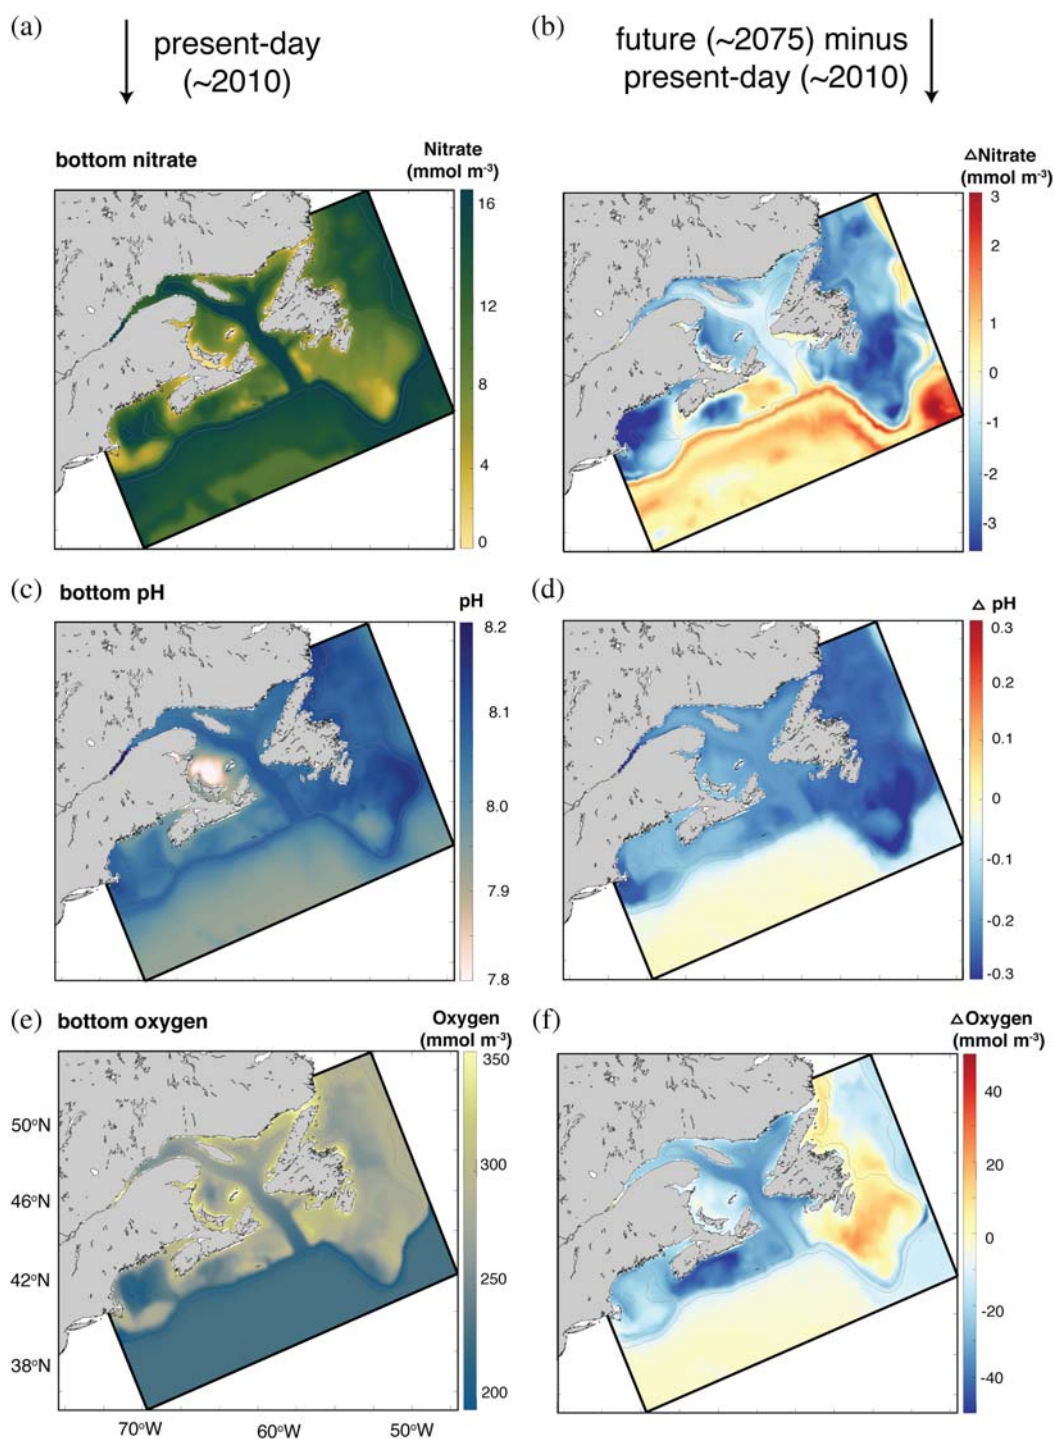 (a)
present-day
(~2010)
(b)
future (~2075) minus
present-day (~2010)
bottom nitrate
Nitrate
(mmol m⁻³)
16
12
8
4
0
△Nitrate
(mmol m⁻³)
3
2
1
0
-1
-2
-3
(c)
bottom pH
pH
8.2
8.1
8.0
7.9
7.8
(d)
△ pH
0.3
0.2
0.1
0
-0.1
-0.2
-0.3
(e)
bottom oxygen
Oxygen
(mmol m⁻³)
350
300
250
200
50°N
46°N
42°N
38°N
70°W
60°W
50°W
(f)
△Oxygen
(mmol m⁻³)
40
20
0
-20
-40